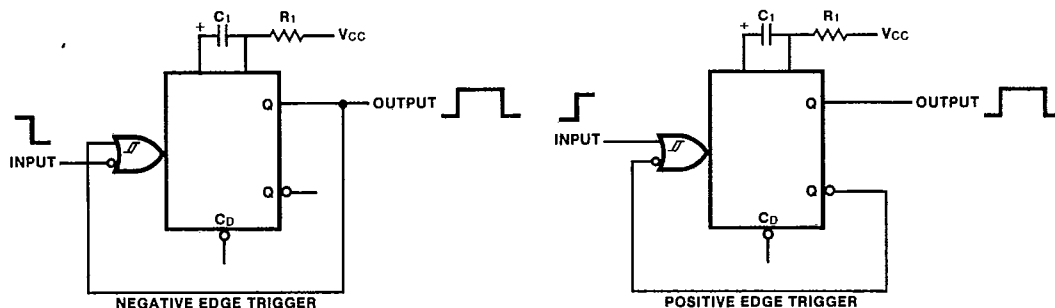 C1
R1
+
VCC
Q
OUTPUT
INPUT
Q
CD
NEGATIVE EDGE TRIGGER
C1
R1
+
VCC
Q
OUTPUT
INPUT
Q
CD
POSITIVE EDGE TRIGGER